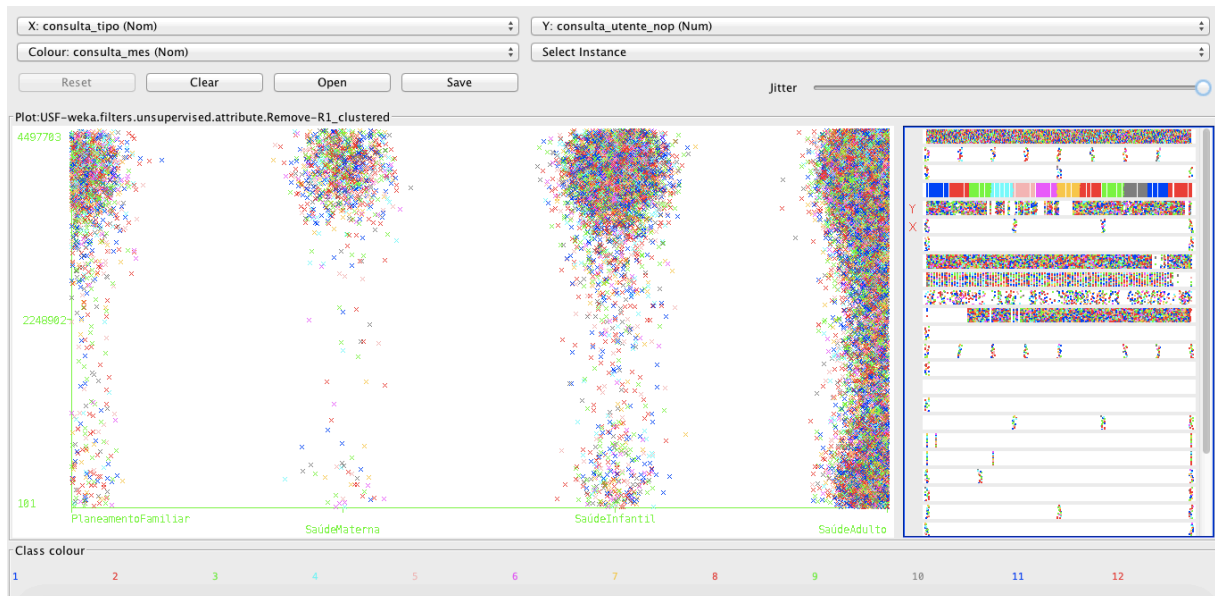 X: consulta_tipo (Nom)
Y: consulta_utente_nop (Num)
Colour: consulta_mes (Nom)
Select Instance
Reset
Clear
Open
Save
Jitter
Plot:USF-weka.filters.unsupervised.attribute.Remove-R1_clustered
4497703
2248902
101
PlaneamentoFamiliar
SaúdeMaterna
SaúdeInfantil
SaúdeAdulto
Y
X
Class colour
1 2 3 4 5 6 7 8 9 10 11 12